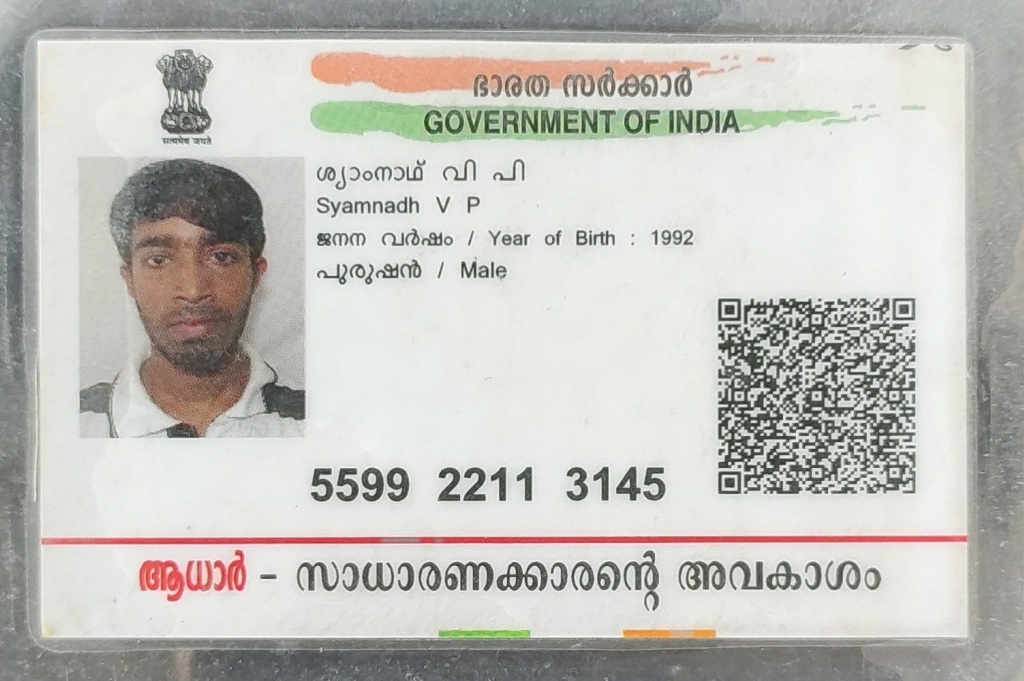 ഭാരത സർക്കാർ
GOVERNMENT OF INDIA
सत्यमेव जयते
ശ്യാംനാഥ് വി പി
Syamnadh V P
ജനന വർഷം / Year of Birth : 1992
പുരുഷൻ / Male
5599 2211 3145
ആധാർ - സാധാരണക്കാരന്റെ അവകാശം